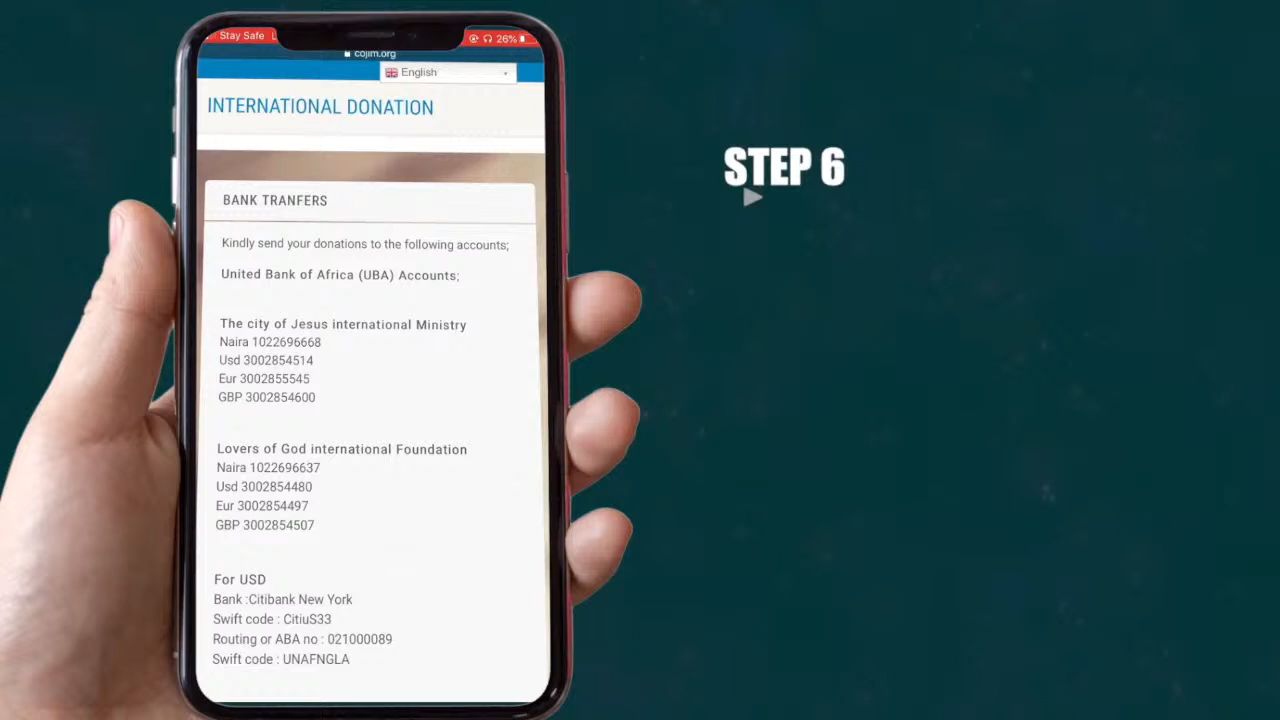 Stay Safe
26%
cojim.org
English
INTERNATIONAL DONATION
BANK TRANFERS
Kindly send your donations to the following accounts;
United Bank of Africa (UBA) Accounts;
The city of Jesus international Ministry
Naira 1022696668
Usd 3002854514
Eur 3002855545
GBP 3002854600
Lovers of God international Foundation
Naira 1022696637
Usd 3002854480
Eur 3002854497
GBP 3002854507
For USD
Bank :Citibank New York
Swift code : CitiuS33
Routing or ABA no : 021000089
Swift code : UNAFNGLA
STEP 6